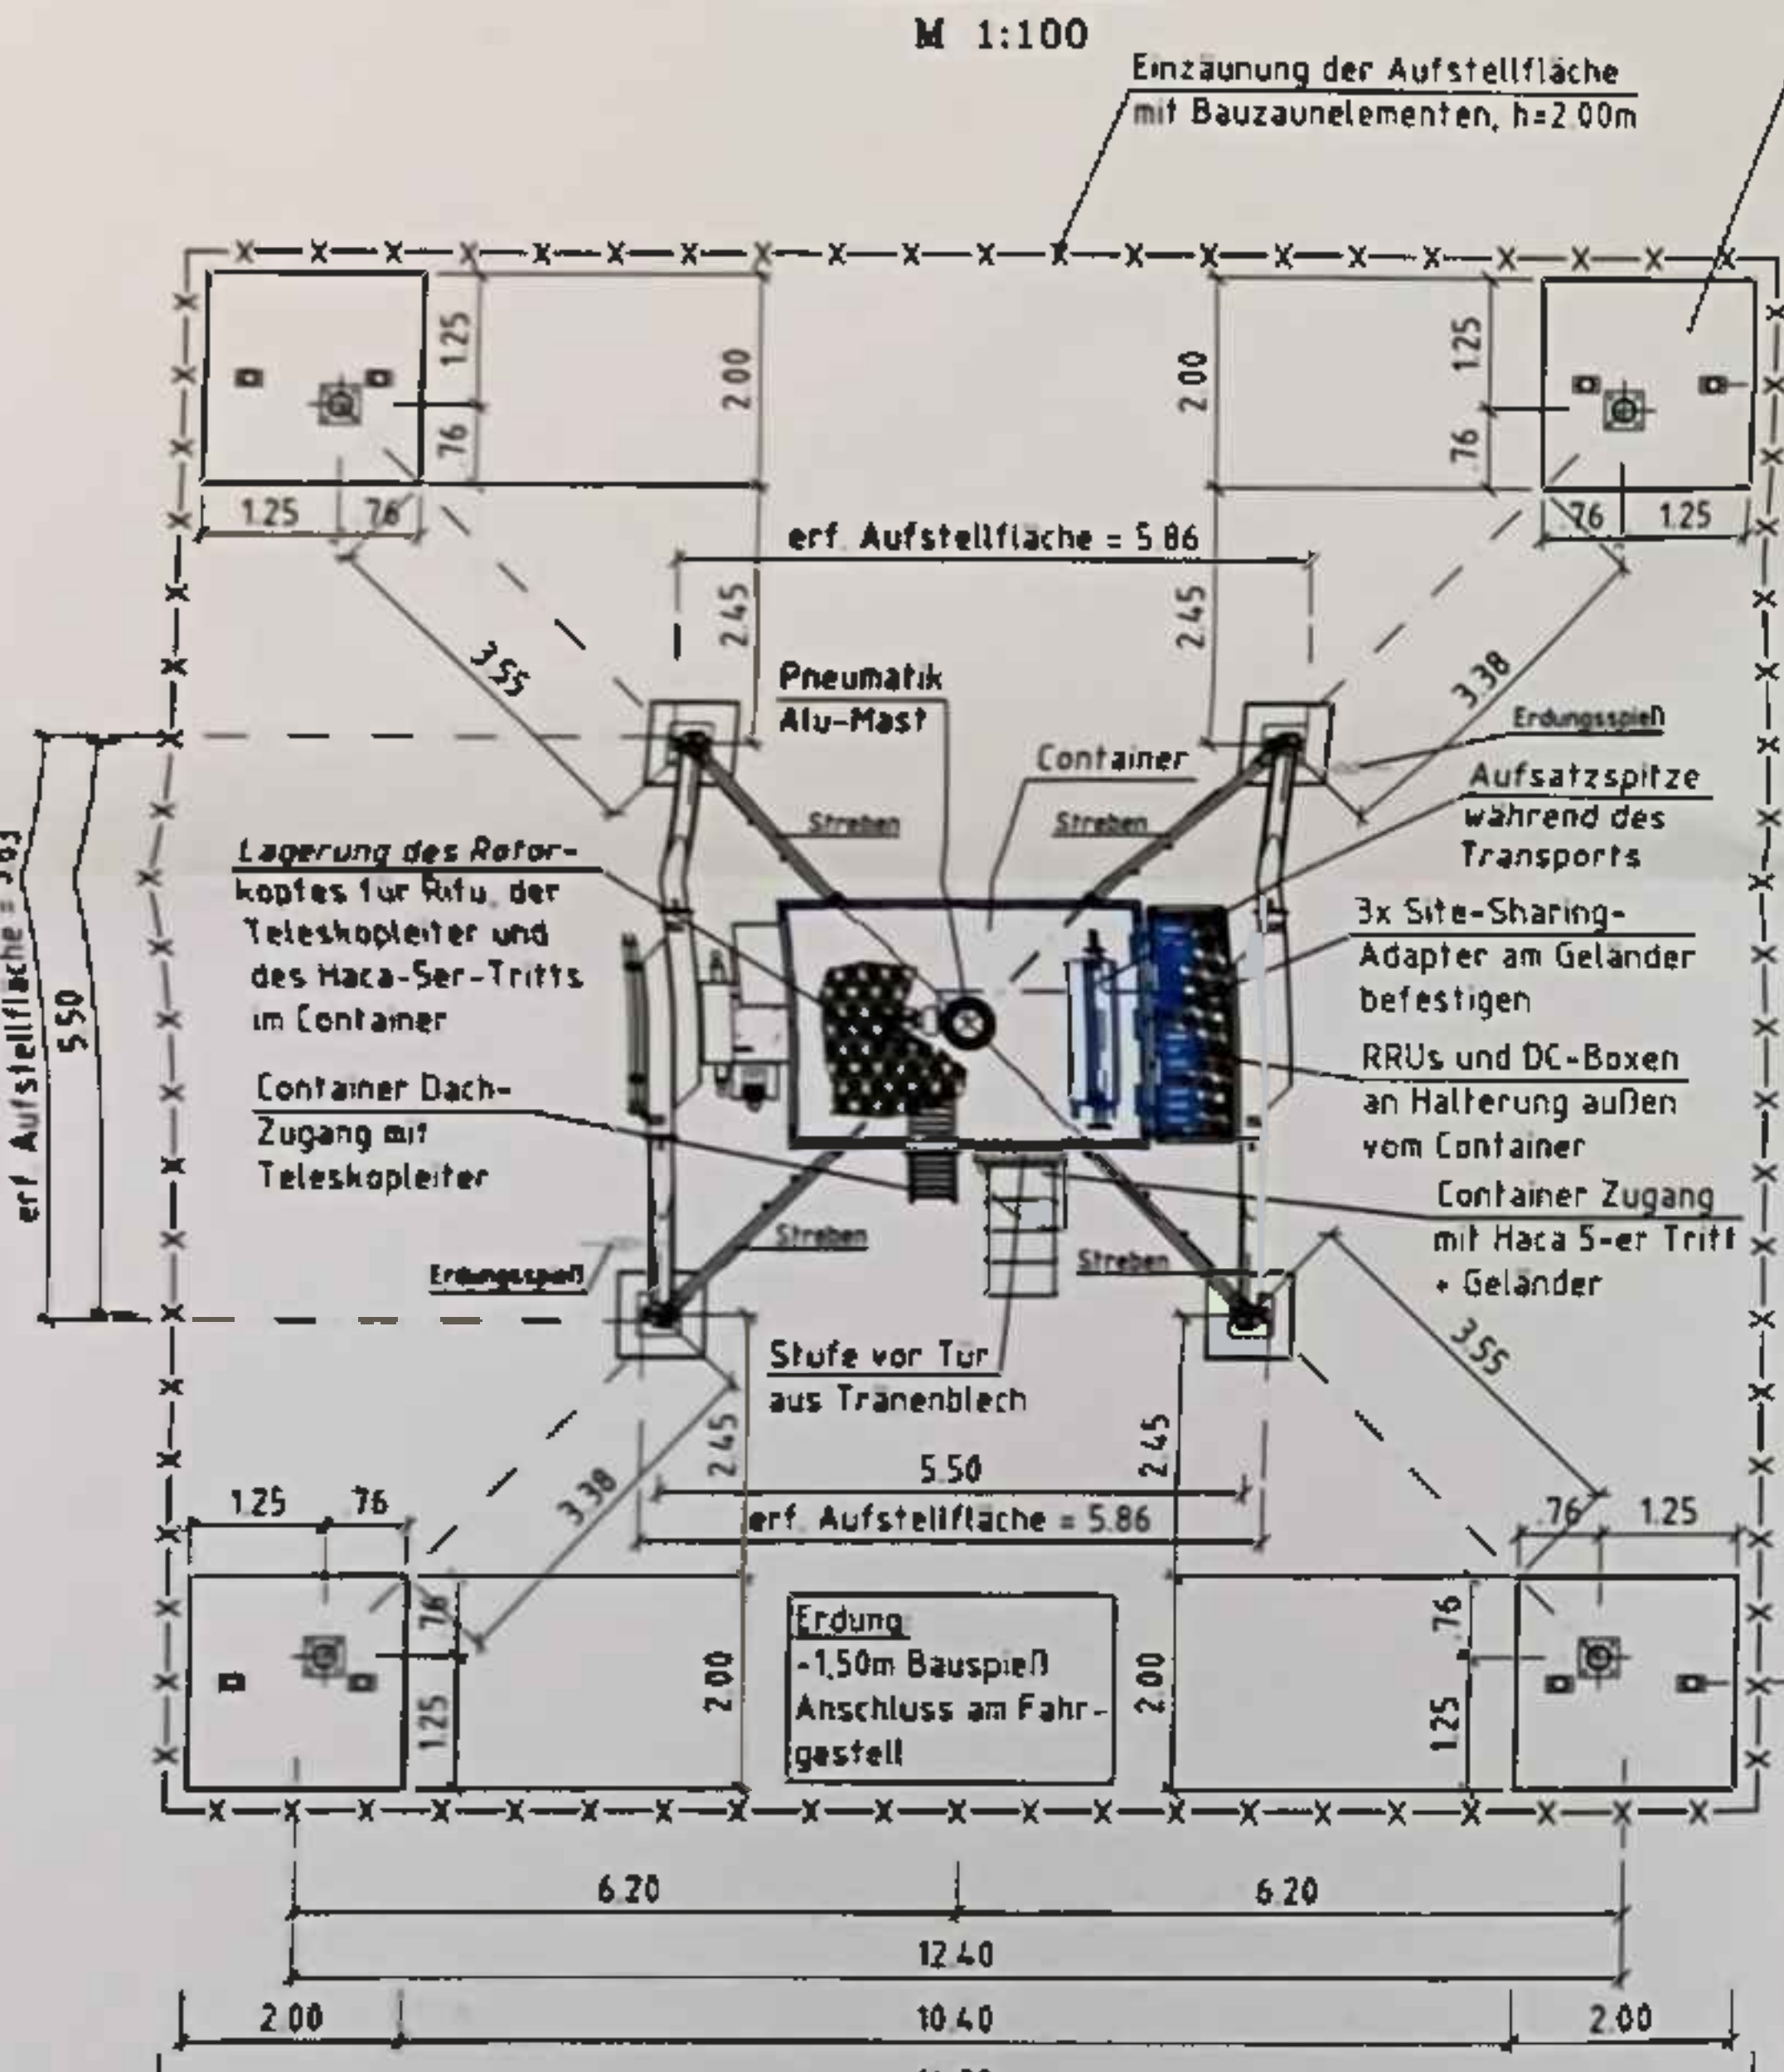 M 1:100
Einzäunung der Aufstellfläche
mit Bauzaunelementen, h=2.00m
1.25
2.00
.76
1.25
.76
2.00
1.25
.76
.76
1.25
erf. Aufstellfläche = 5.86
2.45
2.45
3.55
3.38
Pneumatik
Alu-Mast
Container
Erdungsspieß
Aufsatzspitze
während des
Transports
Streben
Streben
Lagerung des Rotor-
kopfes für Rifu, der
Teleskopleiter und
des Haca-5er-Tritts
im Container
3x Site-Sharing-
Adapter am Geländer
befestigen
erf. Aufstellfläche =
5.50
RRUs und DC-Boxen
an Halterung außen
vom Container
Container Dach-
Zugang mit
Teleskopleiter
Container Zugang
mit Haca 5-er Tritt
+ Geländer
Streben
Streben
Erdungsspieß
Stufe vor Tür
aus Tränenblech
3.55
2.45
2.45
3.38
5.50
erf. Aufstellfläche = 5.86
1.25
.76
.76
1.25
.76
1.25
2.00
Erdung:
-1,50m Bauspieß
Anschluss am Fahr-
gestell
2.00
.76
1.25
6.20
6.20
12.40
2.00
10.40
2.00